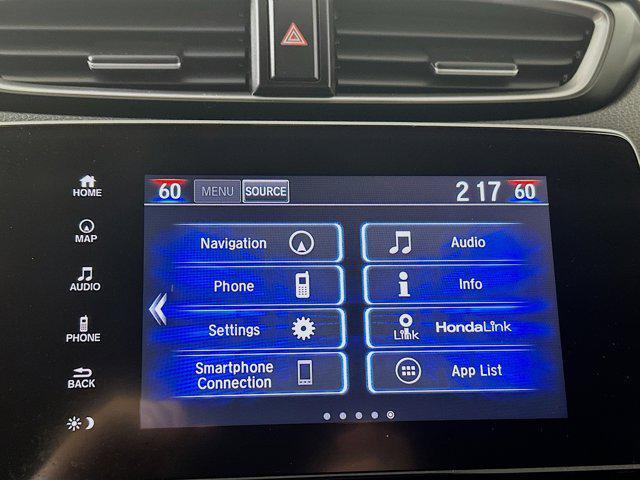 HOME
MAP
AUDIO
PHONE
BACK
60 MENU SOURCE 2 17 60
Navigation Audio
Phone Info
Settings Link HondaLink
Smartphone
Connection
App List